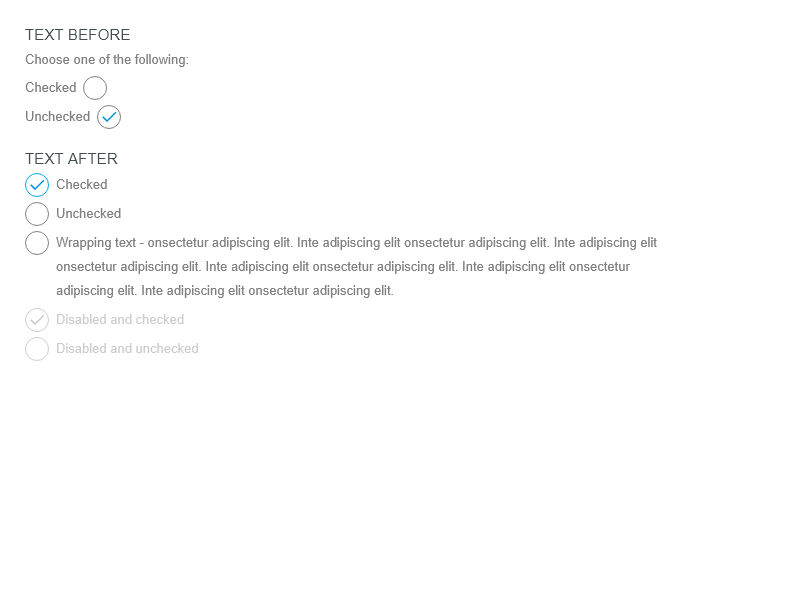 TEXT BEFORE
Choose one of the following:
Checked
Unchecked
TEXT AFTER
Checked
Unchecked
Wrapping text - onsectetur adipiscing elit. Inte adipiscing elit onsectetur adipiscing elit. Inte adipiscing elit
onsectetur adipiscing elit. Inte adipiscing elit onsectetur adipiscing elit. Inte adipiscing elit onsectetur
adipiscing elit. Inte adipiscing elit onsectetur adipiscing elit.
Disabled and checked
Disabled and unchecked